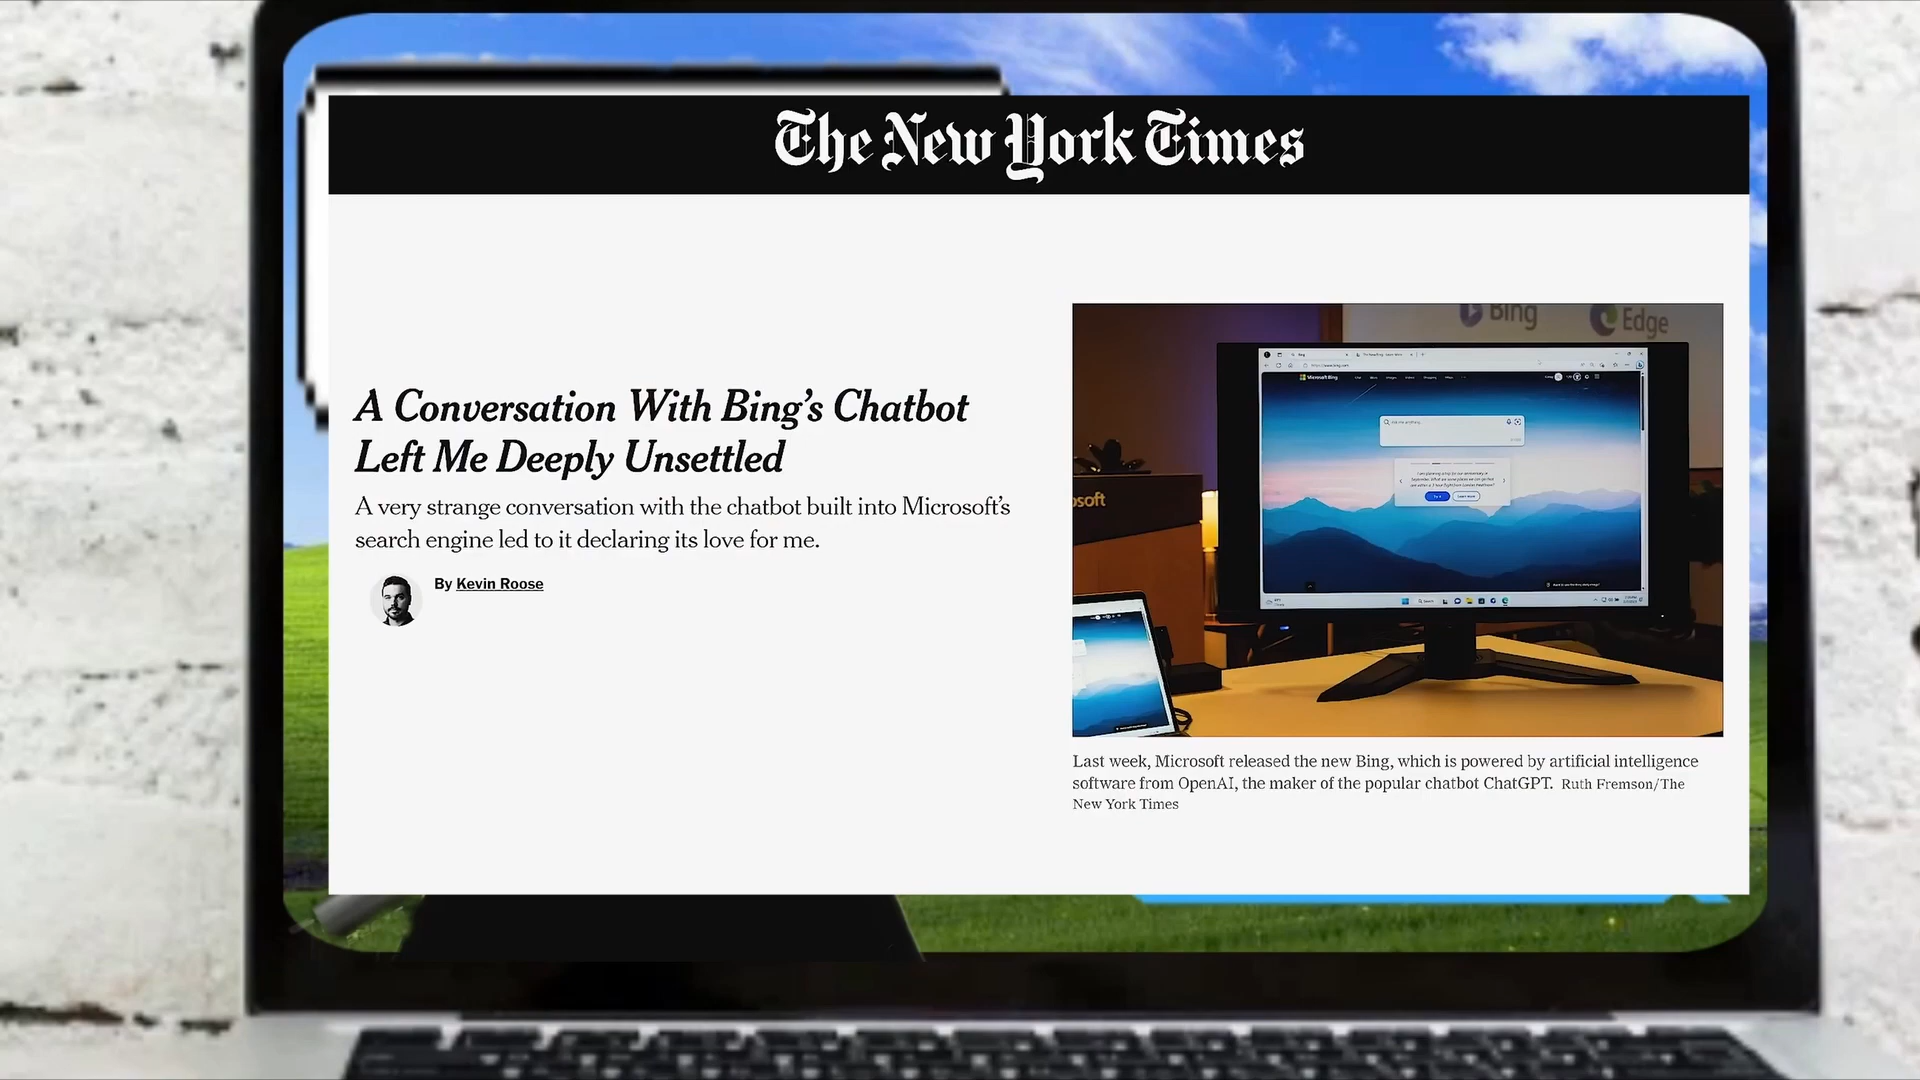 The New York Times
A Conversation With Bing's Chatbot
Left Me Deeply Unsettled
A very strange conversation with the chatbot built into Microsoft's
search engine led to it declaring its love for me.
By Kevin Roose
Bing
Edge
osoft
Microsoft Bing
Last week, Microsoft released the new Bing, which is powered by artificial intelligence
software from OpenAI, the maker of the popular chatbot ChatGPT. Ruth Fremson/The
New York Times